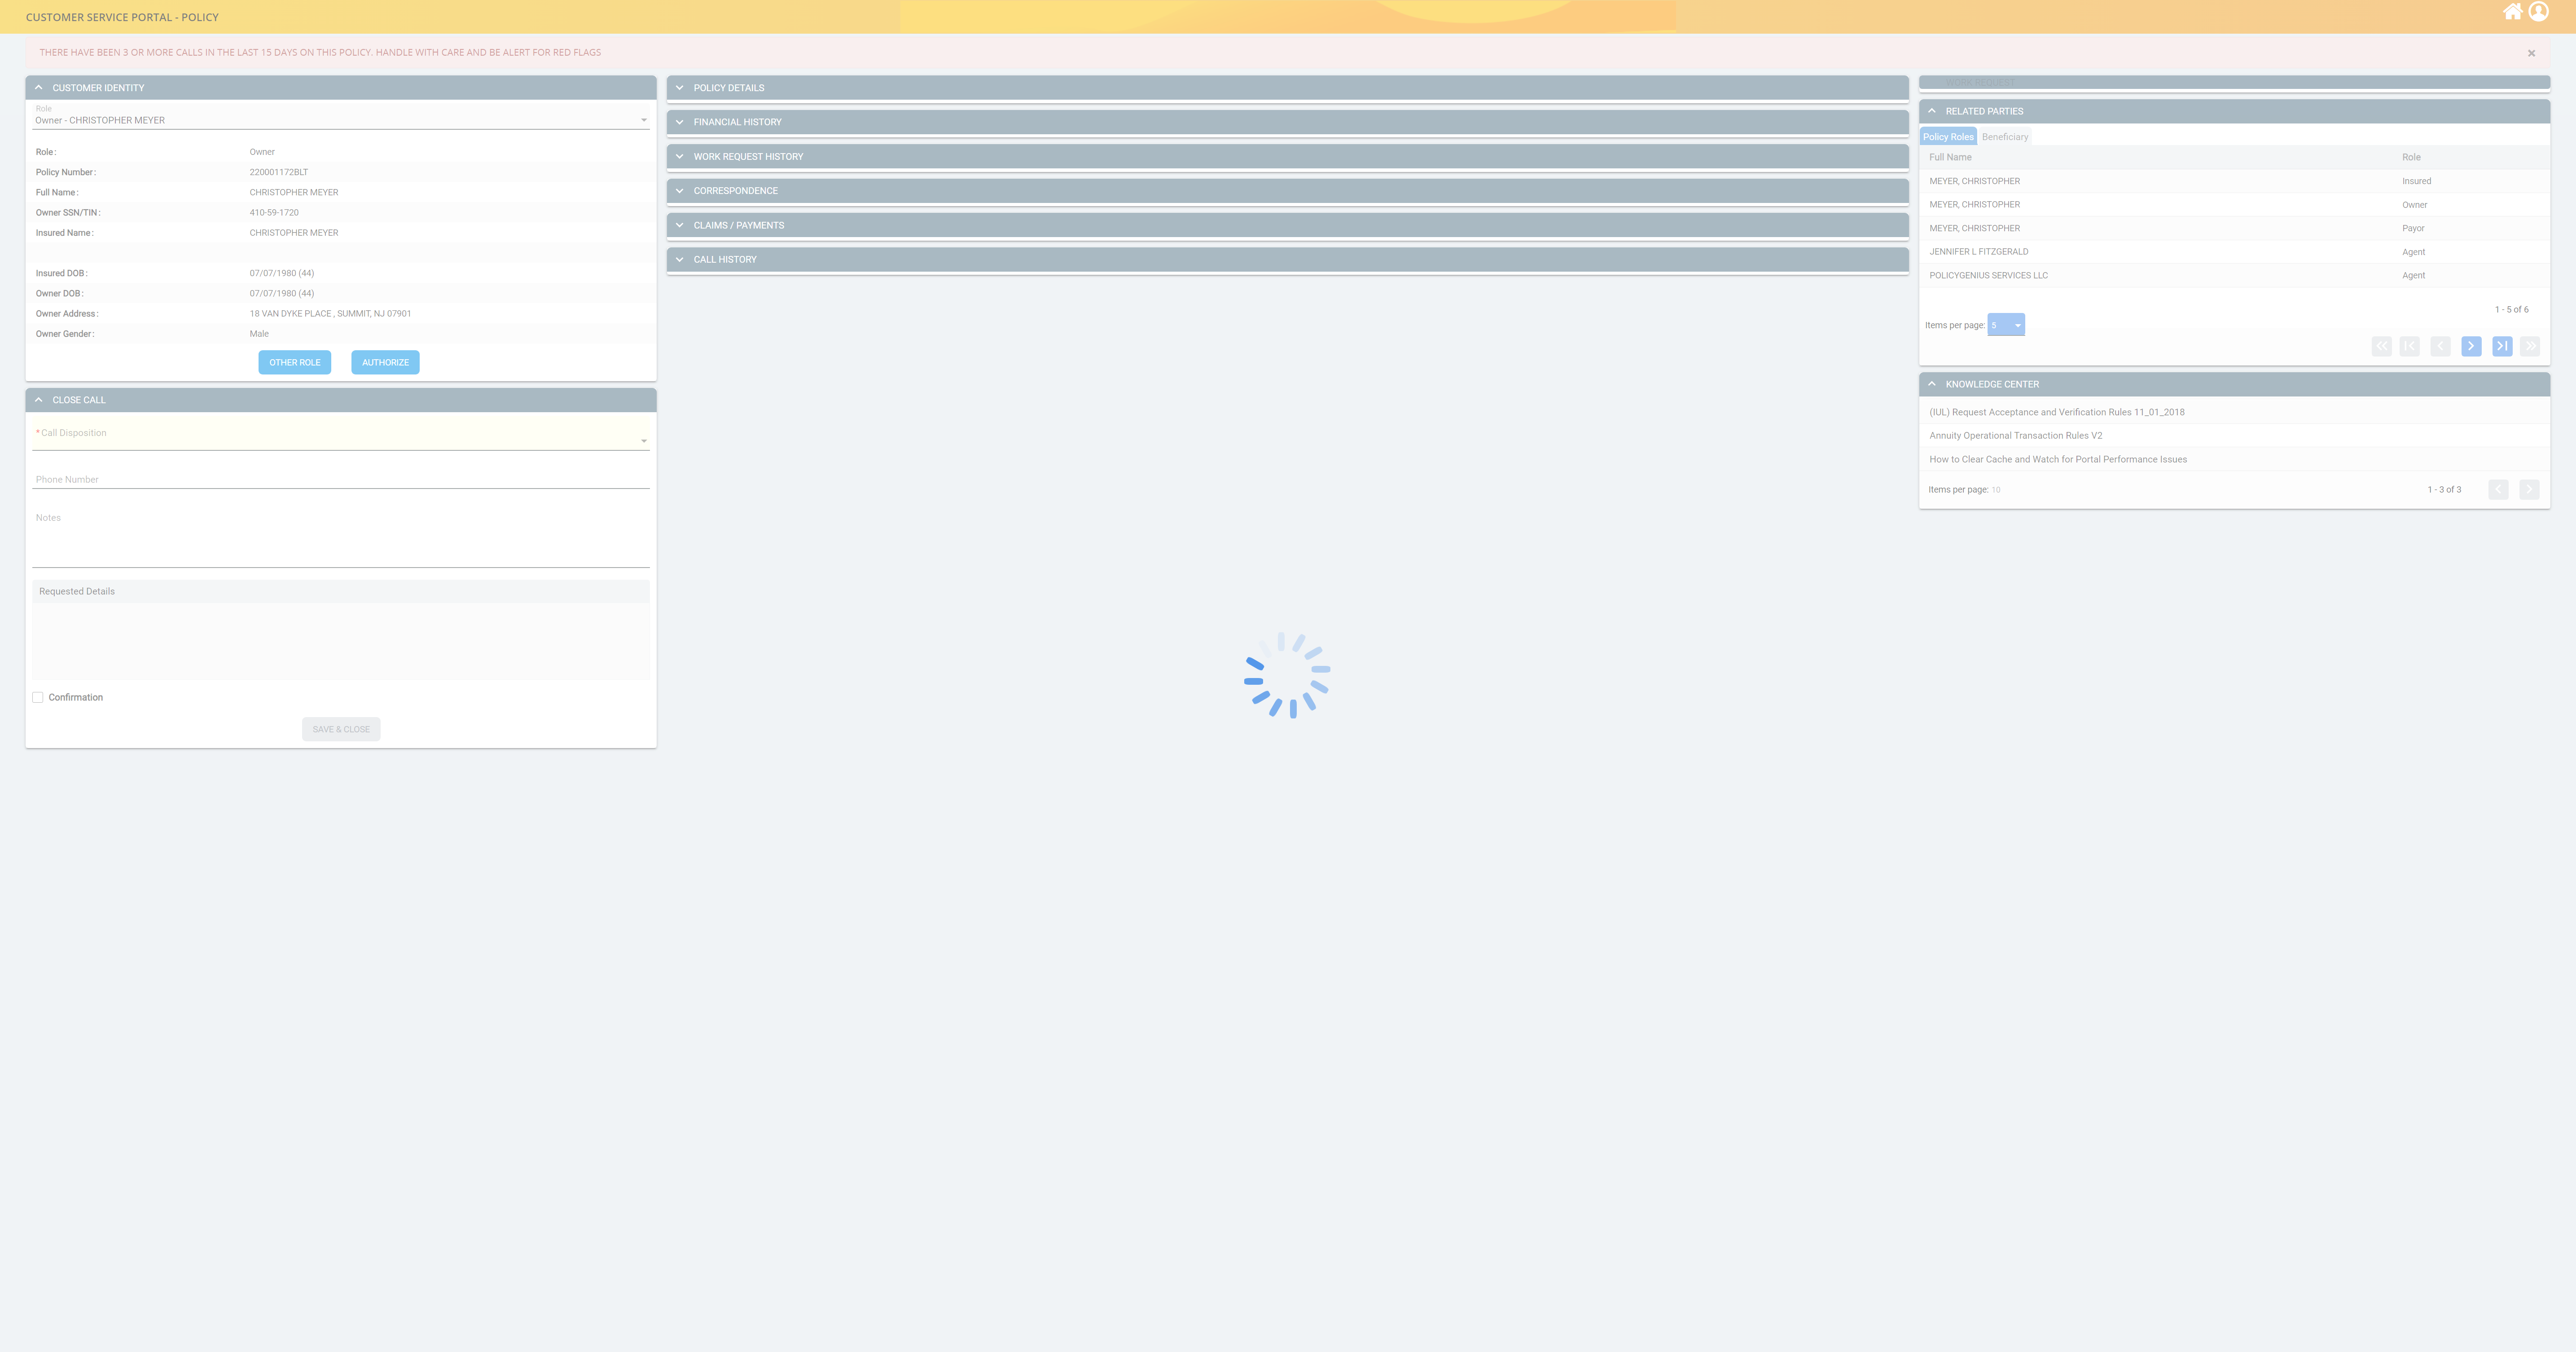 CUSTOMER SERVICE PORTAL - POLICY
THERE HAVE BEEN 3 OR MORE CALLS IN THE LAST 15 DAYS ON THIS POLICY. HANDLE WITH CARE AND BE ALERT FOR RED FLAGS
CUSTOMER IDENTITY
Role
Owner - CHRISTOPHER MEYER
Role : Owner
Policy Number : 220001172BLT
Full Name : CHRISTOPHER MEYER
Owner SSN/TIN : 410-59-1720
Insured Name : CHRISTOPHER MEYER
Insured DOB : 07/07/1980 (44)
Owner DOB : 07/07/1980 (44)
Owner Address : 18 VAN DYKE PLACE , SUMMIT, NJ 07901
Owner Gender : Male
OTHER ROLE AUTHORIZE
CLOSE CALL
* Call Disposition
Phone Number
Notes
Requested Details
Confirmation
SAVE & CLOSE
POLICY DETAILS
FINANCIAL HISTORY
WORK REQUEST HISTORY
CORRESPONDENCE
CLAIMS / PAYMENTS
CALL HISTORY
RELATED PARTIES
Policy Roles Beneficiary
Full Name Role
MEYER, CHRISTOPHER Insured
MEYER, CHRISTOPHER Owner
MEYER, CHRISTOPHER Payor
JENNIFER L FITZGERALD Agent
POLICYGENIUS SERVICES LLC Agent
1 - 5 of 6
Items per page: 5
KNOWLEDGE CENTER
(IUL) Request Acceptance and Verification Rules 11_01_2018
Annuity Operational Transaction Rules V2
How to Clear Cache and Watch for Portal Performance Issues
Items per page: 10 1 - 3 of 3